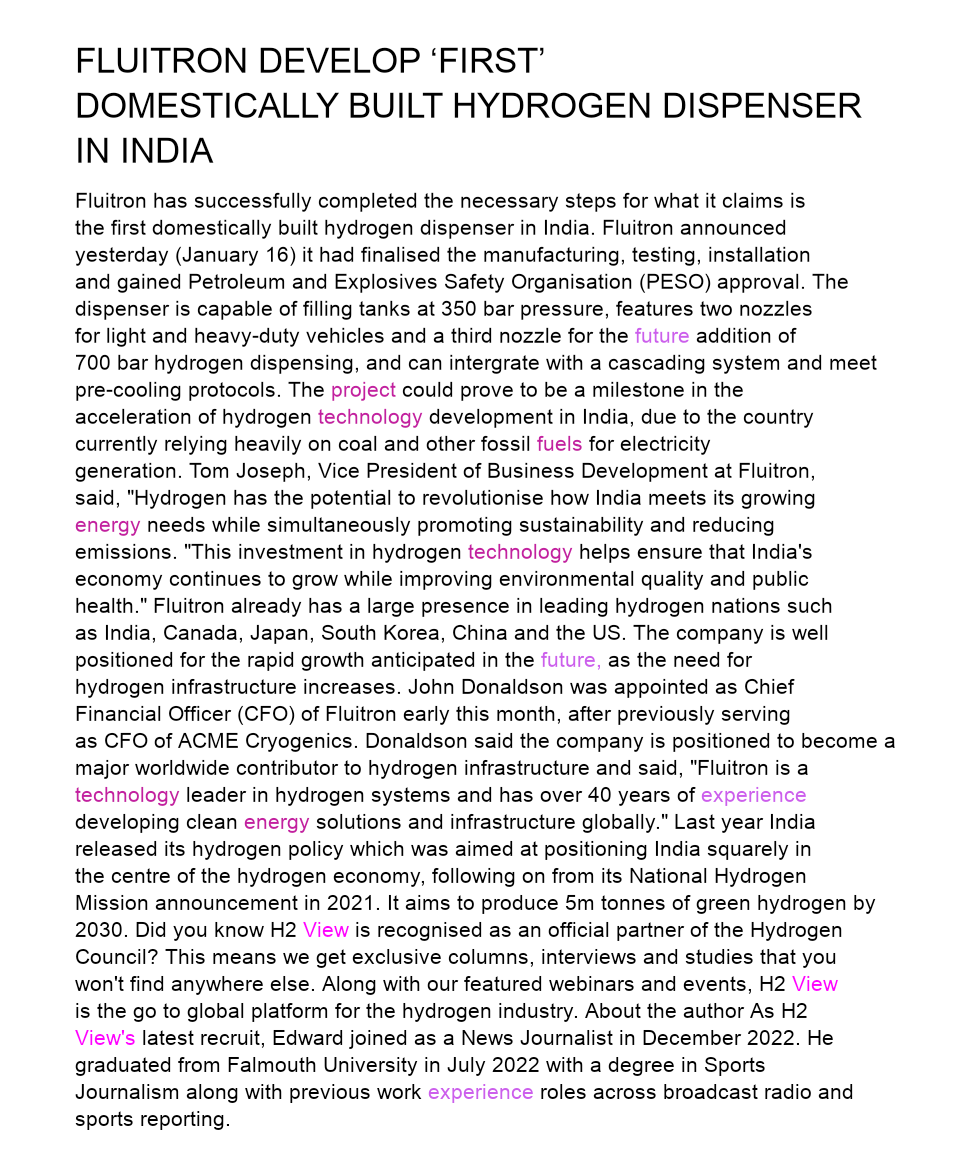 FLUITRON DEVELOP ‘FIRST’
DOMESTICALLY BUILT HYDROGEN DISPENSER
IN INDIA
Fluitron has successfully completed the necessary steps for what it claims is
the first domestically built hydrogen dispenser in India. Fluitron announced
yesterday (January 16) it had finalised the manufacturing, testing, installation
and gained Petroleum and Explosives Safety Organisation (PESO) approval. The
dispenser is capable of filling tanks at 350 bar pressure, features two nozzles
for light and heavy-duty vehicles and a third nozzle for the future addition of
700 bar hydrogen dispensing, and can intergrate with a cascading system and meet
pre-cooling protocols. The project could prove to be a milestone in the
acceleration of hydrogen technology development in India, due to the country
currently relying heavily on coal and other fossil fuels for electricity
generation. Tom Joseph, Vice President of Business Development at Fluitron,
said, "Hydrogen has the potential to revolutionise how India meets its growing
energy needs while simultaneously promoting sustainability and reducing
emissions. "This investment in hydrogen technology helps ensure that India's
economy continues to grow while improving environmental quality and public
health." Fluitron already has a large presence in leading hydrogen nations such
as India, Canada, Japan, South Korea, China and the US. The company is well
positioned for the rapid growth anticipated in the future, as the need for
hydrogen infrastructure increases. John Donaldson was appointed as Chief
Financial Officer (CFO) of Fluitron early this month, after previously serving
as CFO of ACME Cryogenics. Donaldson said the company is positioned to become a
major worldwide contributor to hydrogen infrastructure and said, "Fluitron is a
technology leader in hydrogen systems and has over 40 years of experience
developing clean energy solutions and infrastructure globally." Last year India
released its hydrogen policy which was aimed at positioning India squarely in
the centre of the hydrogen economy, following on from its National Hydrogen
Mission announcement in 2021. It aims to produce 5m tonnes of green hydrogen by
2030. Did you know H2 View is recognised as an official partner of the Hydrogen
Council? This means we get exclusive columns, interviews and studies that you
won't find anywhere else. Along with our featured webinars and events, H2 View
is the go to global platform for the hydrogen industry. About the author As H2
View's latest recruit, Edward joined as a News Journalist in December 2022. He
graduated from Falmouth University in July 2022 with a degree in Sports
Journalism along with previous work experience roles across broadcast radio and
sports reporting.